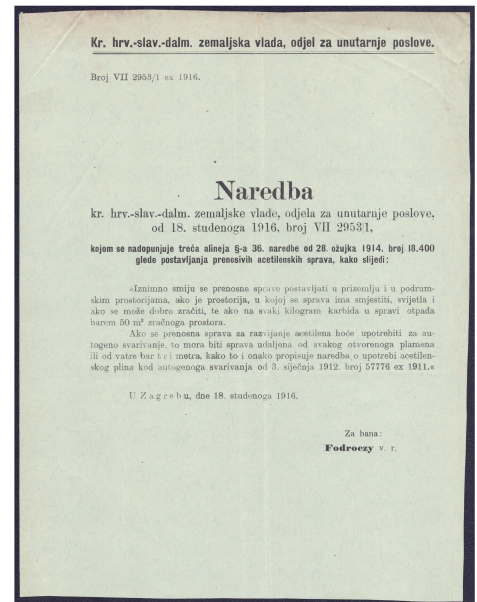 Kr. hrv.-slav.-dalm. zemaljska vlada, odjel za unutarnje poslove.
Broj VII 2953/1 ex 1916.
Naredba
kr. hrv.-slav.-dalm. zemaljske vlade, odjela za unutarnje poslove,
od 18. studenoga 1916, broj VII 2953/1,
kojom se nadopunjuje treća alineja §-a 36. naredbe od 28. ožujka 1914. broj 18.400
glede postavljanja prenosivih acetilenskih sprava, kako slijedi:
»Iznimno smiju se prenosne sprave postavljati u prizemlju i u podrum-
skim prostorijama, ako je prostorija, u kojoj se sprava ima smjestiti, svijetla i
ako se može dobro zračiti, te ako na svaki kilogram karbida u spravi otpada
barem 50 m³ zračnoga prostora.
Ako se prenosna sprava za razvijanje acetilena hoće upotrebiti za au-
togeno svarivanje, to mora biti sprava udaljena od svakog otvorenoga plamena
ili od vatre bar tri metra, kako to i onako propisuje naredba o upotrebi acetilen-
skog plina kod autogenoga svarivanja od 3. siječnja 1912. broj 57776 ex 1911.«
U Zagrebu, dne 18. studenoga 1916.
Za bana:
Fodroczy v. r.